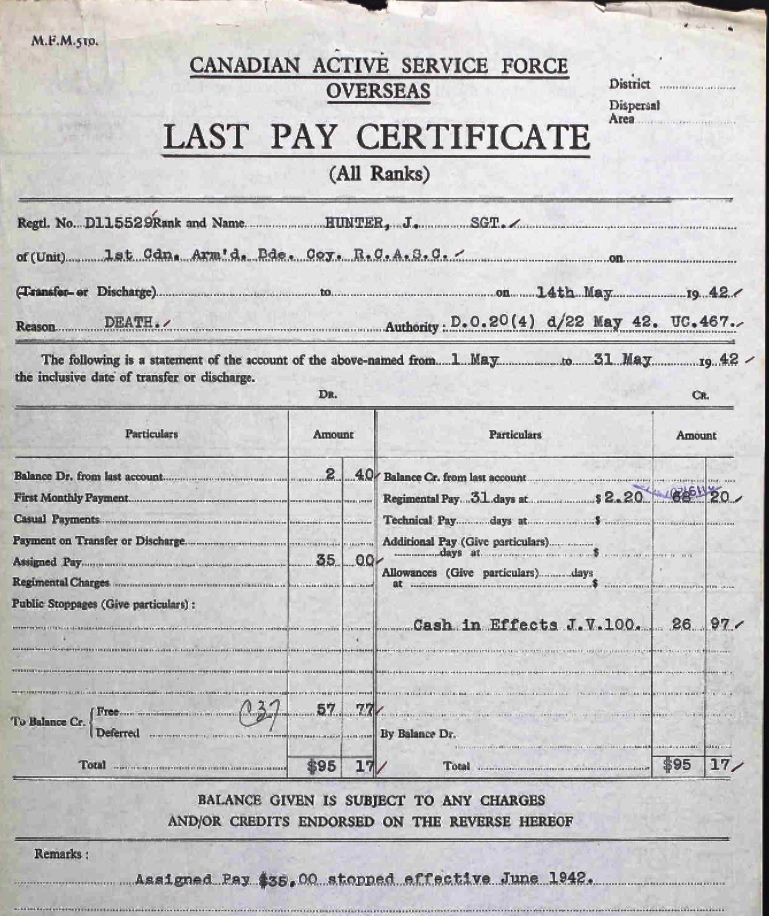 M.F.M.519.
CANADIAN ACTIVE SERVICE FORCE
OVERSEAS
District
Dispersal
Area
LAST PAY CERTIFICATE
(All Ranks)
Regtl. No. D115529 Rank and Name HUNTER, J. SGT.
of (Unit) 1st Cdn. Arm'd. Bde. Coy. R.C.A.S.C. on
(Transfer or Discharge) to on 14th May 19 42
Reason DEATH. Authority: D.O.20(4) d/22 May 42. UC.467.
The following is a statement of the account of the above-named from 1 May to 31 May 19 42
the inclusive date of transfer or discharge.
DR. CR.
Particulars Amount Particulars Amount
Balance Dr. from last account 2 40 Balance Cr. from last account
First Monthly Payment Regimental Pay 31 days at $ 2.20 68 20
Casual Payments Technical Pay days at $
Payment on Transfer or Discharge Additional Pay (Give particulars)
days at $
Assigned Pay 35 00 Allowances (Give particulars) days
Regimental Charges at $
Public Stoppages (Give particulars) :
Cash in Effects J.V.100. 26 97
To Balance Cr. Free 57 77
Deferred By Balance Dr.
Total $95 17 Total $95 17
BALANCE GIVEN IS SUBJECT TO ANY CHARGES
AND/OR CREDITS ENDORSED ON THE REVERSE HEREOF
Remarks :
Assigned Pay $35.00 stopped effective June 1942.